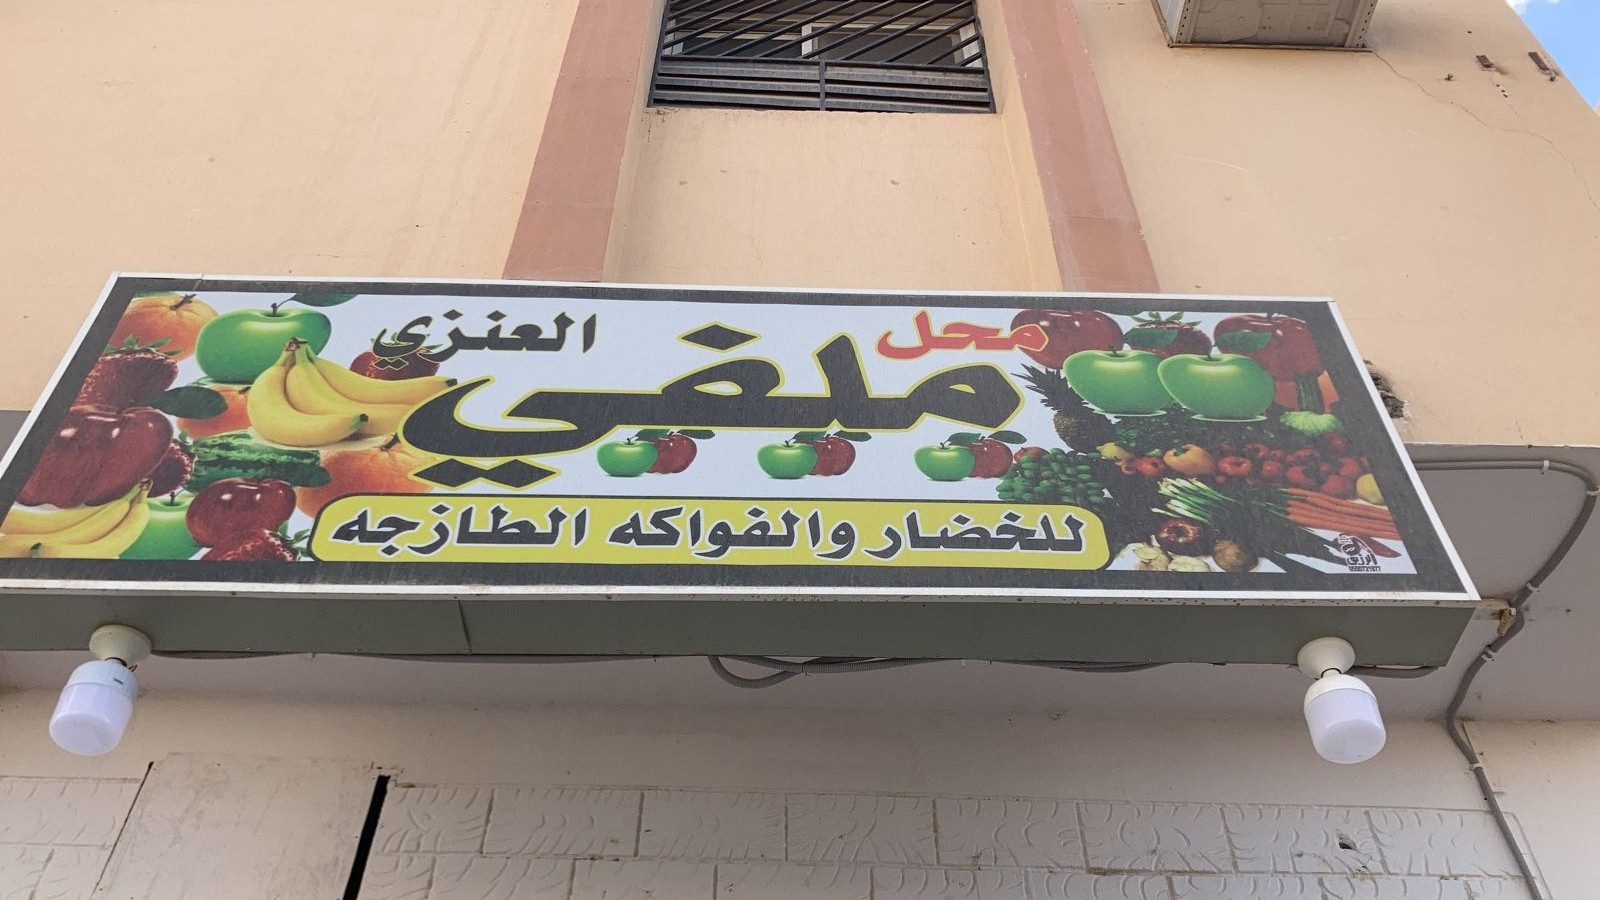 محل
ملفي
العنزي
للخضار والفواكه الطازجه